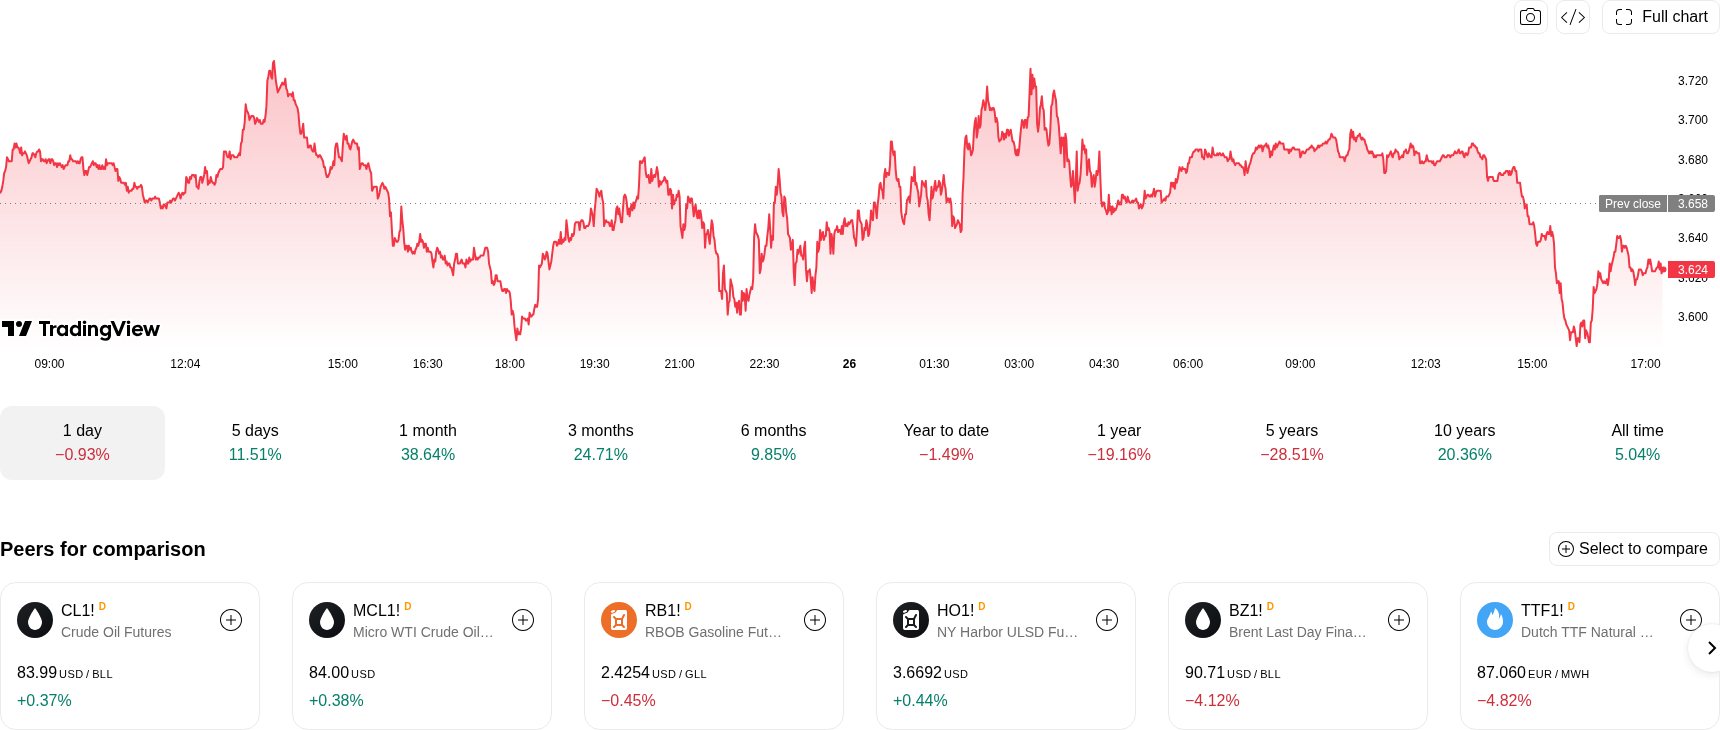 Full chart
3.720
3.700
3.680
Prev close 3.658
3.640
3.624
3.620
3.600
TradingView
09:00 12:04 15:00 16:30 18:00 19:30 21:00 22:30 26 01:30 03:00 04:30 06:00 09:00 12:03 15:00 17:00
1 day 5 days 1 month 3 months 6 months Year to date 1 year 5 years 10 years All time
−0.93% 11.51% 38.64% 24.71% 9.85% −1.49% −19.16% −28.51% 20.36% 5.04%
Peers for comparison
Select to compare
CL1! D
Crude Oil Futures
83.99 USD / BLL
+0.37%
MCL1! D
Micro WTI Crude Oil…
84.00 USD
+0.38%
RB1! D
RBOB Gasoline Fut…
2.4254 USD / GLL
−0.45%
HO1! D
NY Harbor ULSD Fu…
3.6692 USD
+0.44%
BZ1! D
Brent Last Day Fina…
90.71 USD / BLL
−4.12%
TTF1! D
Dutch TTF Natural …
87.060 EUR / MWH
−4.82%